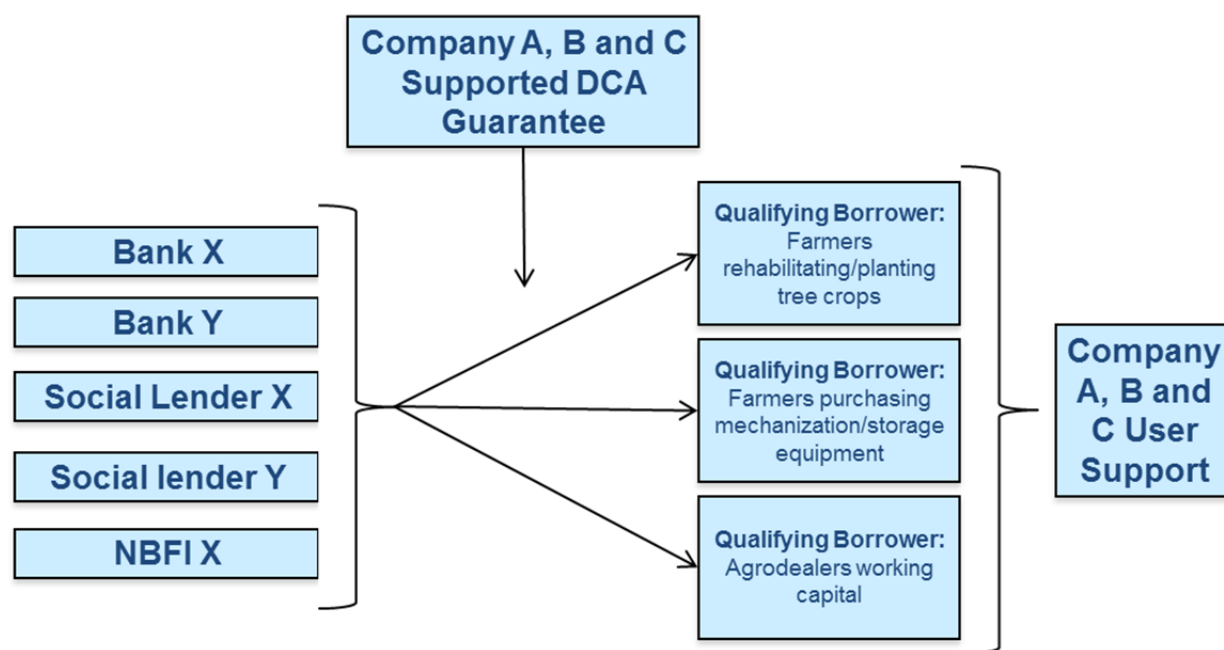 Company A, B and C
Supported DCA
Guarantee
Bank X
Bank Y
Social Lender X
Social lender Y
NBFI X
Qualifying Borrower:
Farmers
rehabilitating/planting
tree crops
Qualifying Borrower:
Farmers purchasing
mechanization/storage
equipment
Qualifying Borrower:
Agrodealers working
capital
Company
A, B and
C User
Support